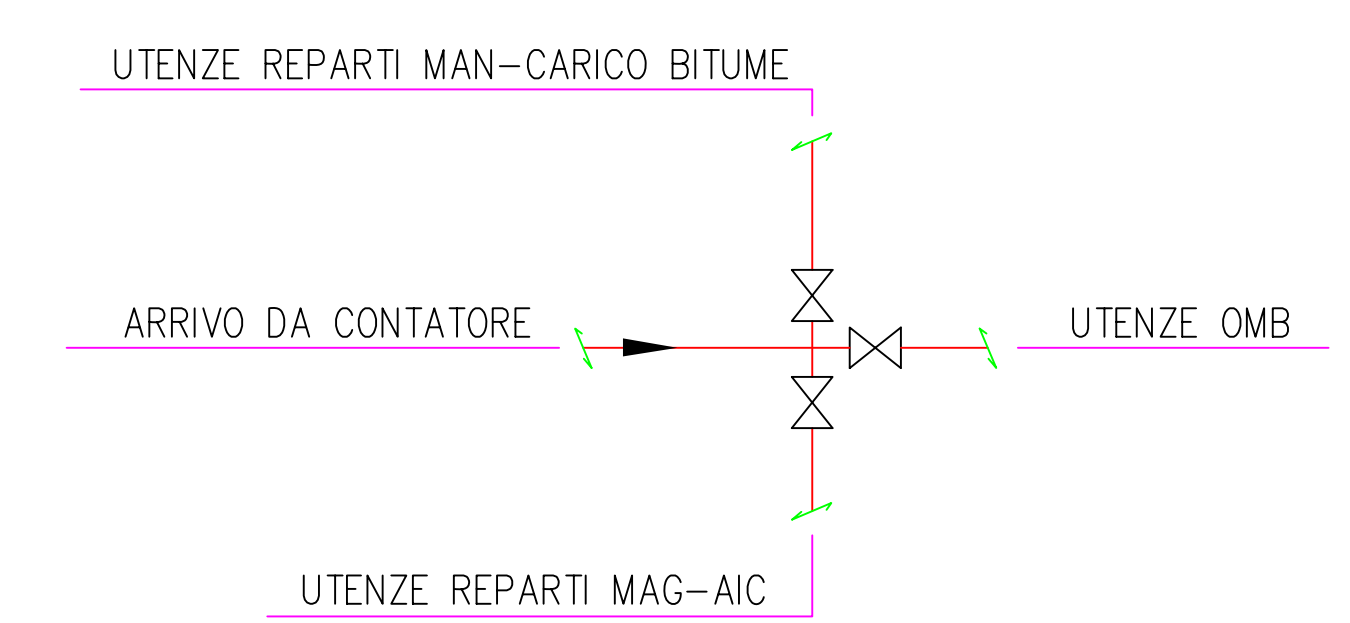 UTENZE REPARTI MAN-CARICO BITUME
ARRIVO DA CONTATORE
UTENZE OMB
UTENZE REPARTI MAG-AIC